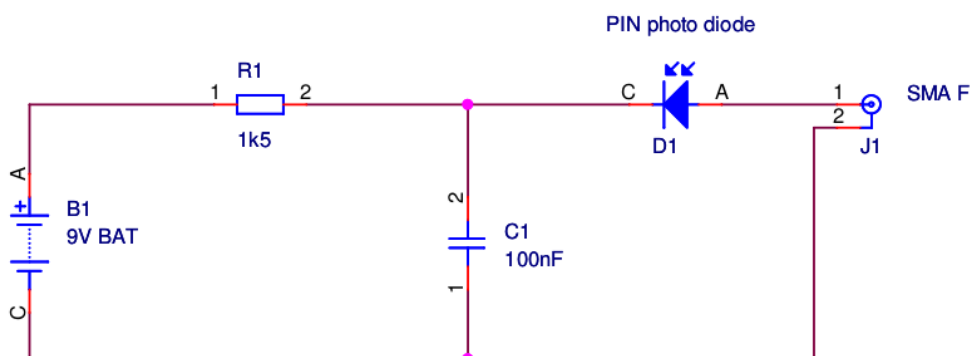 PIN photo diode
R1
1
2
1k5
C
A
D1
1
2
SMA F
J1
A
+
B1
9V BAT
C
2
C1
100nF
1